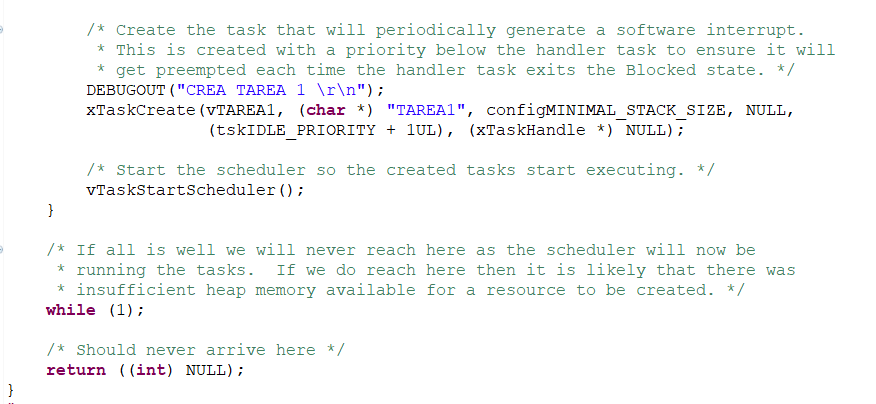 /* Create the task that will periodically generate a software interrupt.
 * This is created with a priority below the handler task to ensure it will
 * get preempted each time the handler task exits the Blocked state. */
DEBUGOUT("CREA TAREA 1 \r\n");
xTaskCreate(vTAREA1, (char *) "TAREA1", configMINIMAL_STACK_SIZE, NULL,
(tskIDLE_PRIORITY + 1UL), (xTaskHandle *) NULL);
/* Start the scheduler so the created tasks start executing. */
vTaskStartScheduler();
}
/* If all is well we will never reach here as the scheduler will now be
 * running the tasks.  If we do reach here then it is likely that there was
 * insufficient heap memory available for a resource to be created. */
while (1);
/* Should never arrive here */
return ((int) NULL);
}